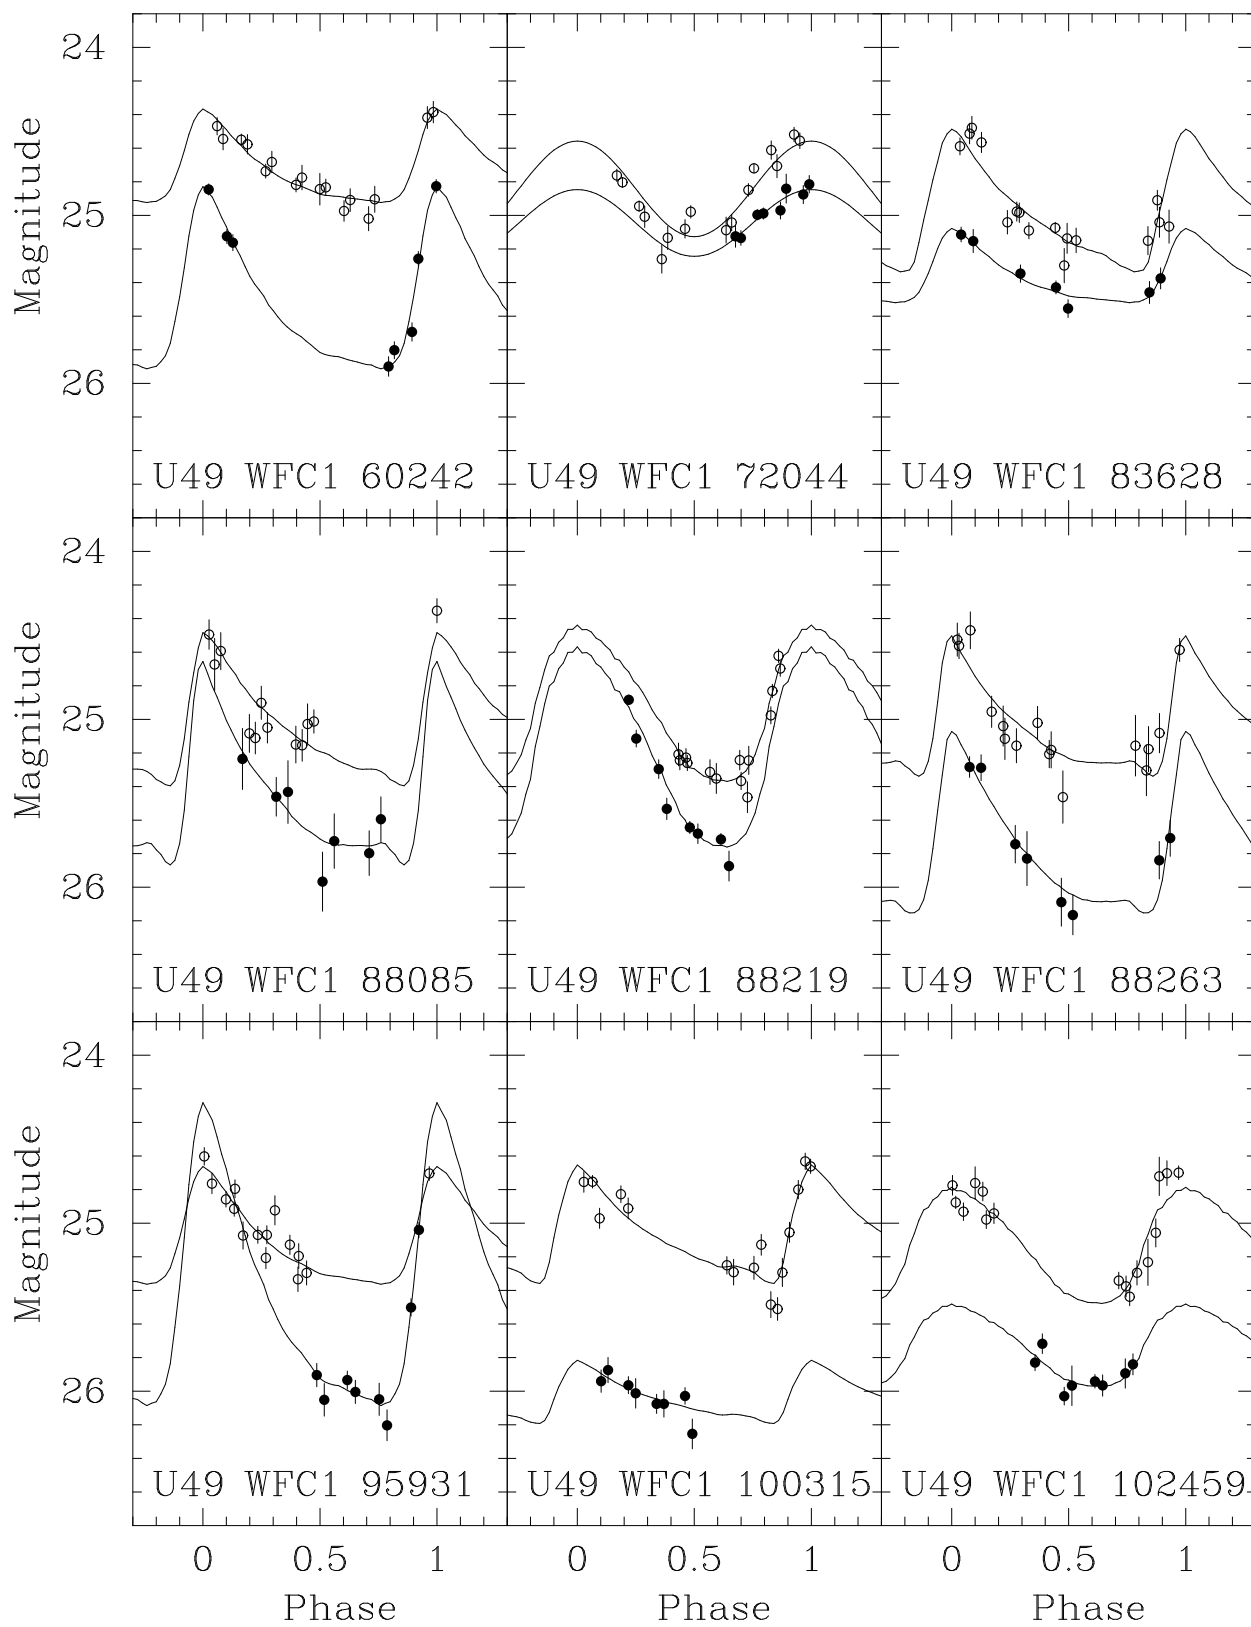 24
25
26
Magnitude
U49 WFC1 60242
U49 WFC1 72044
U49 WFC1 83628
24
25
26
Magnitude
U49 WFC1 88085
U49 WFC1 88219
U49 WFC1 88263
24
25
26
Magnitude
U49 WFC1 95931
U49 WFC1 100315
U49 WFC1 102459
0 0.5 1
0 0.5 1
0 0.5 1
Phase
Phase
Phase